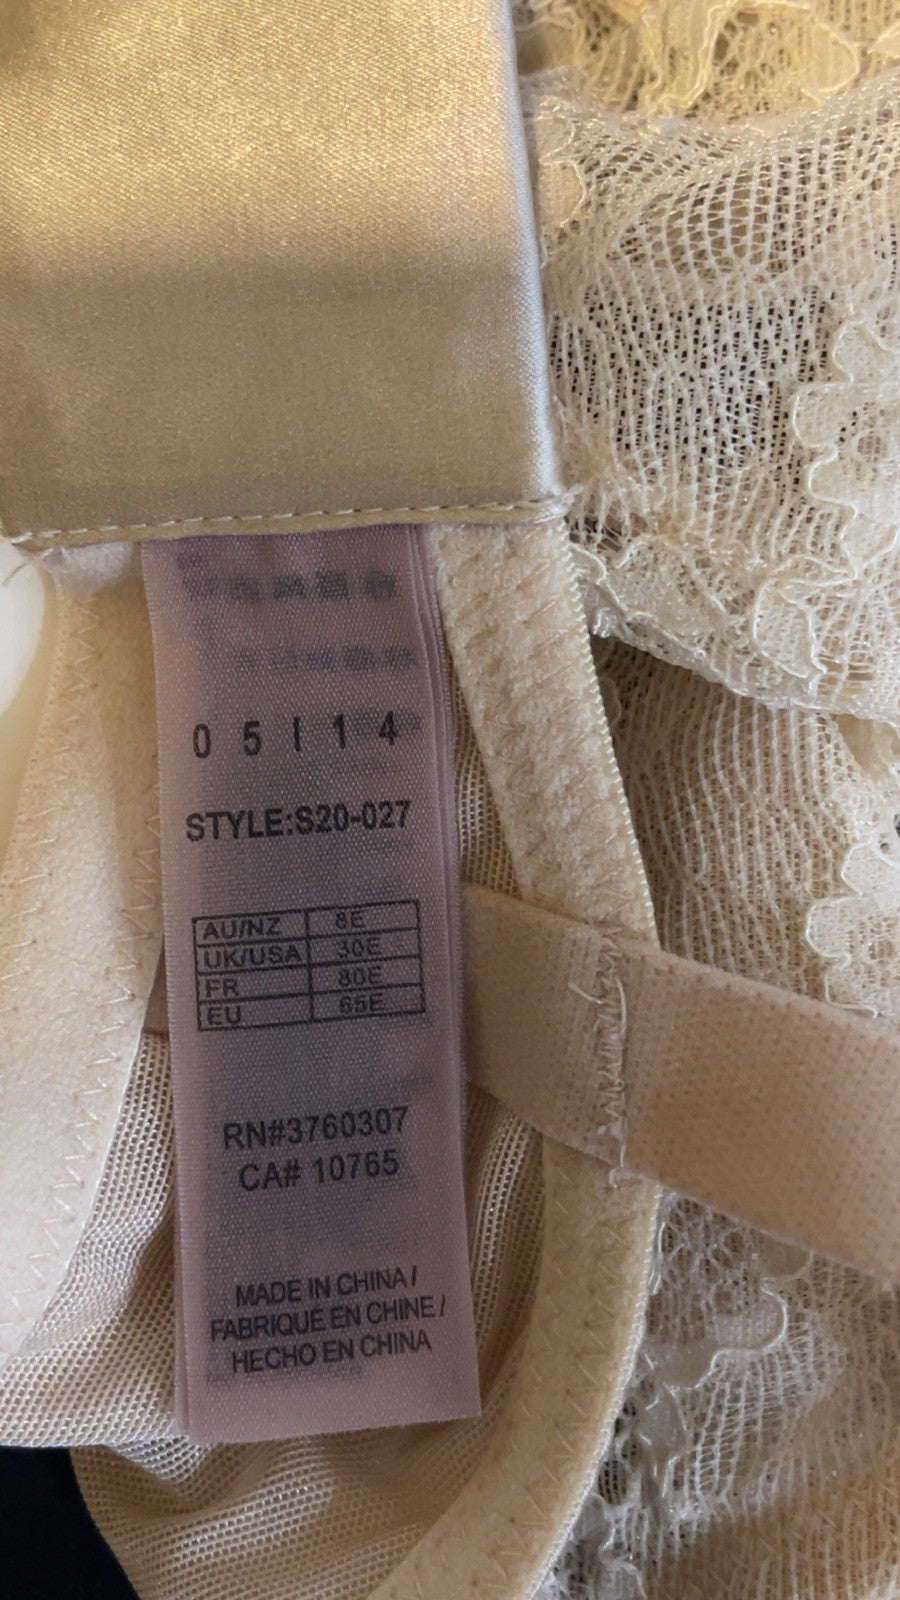 05I14
STYLE:S20-027
AU/NZ 8E
UK/USA 30E
FR 80E
EU 65E
RN#3760307
CA# 10765
MADE IN CHINA /
FABRIQUE EN CHINE /
HECHO EN CHINA